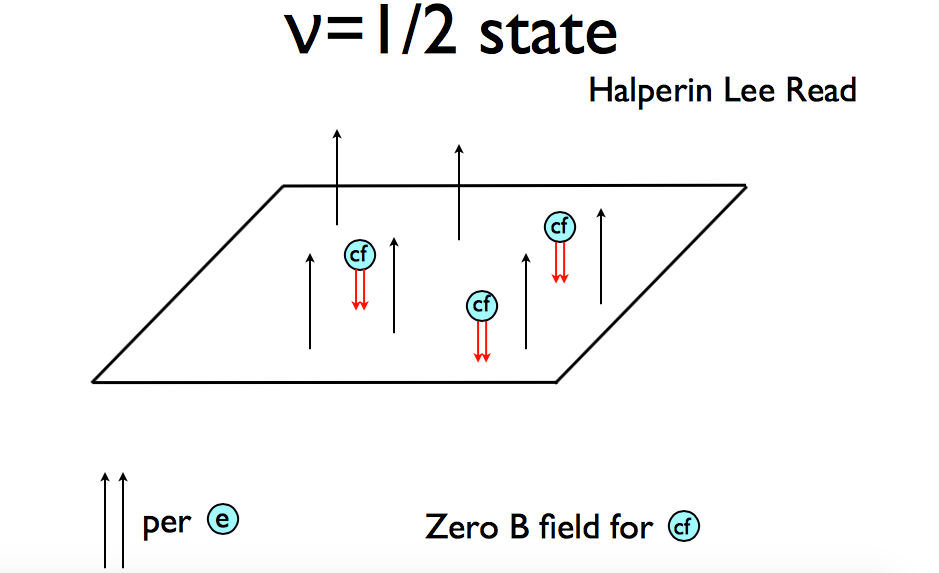 ν=1/2 state
Halperin Lee Read
cf
cf
cf
per e
Zero B field for cf